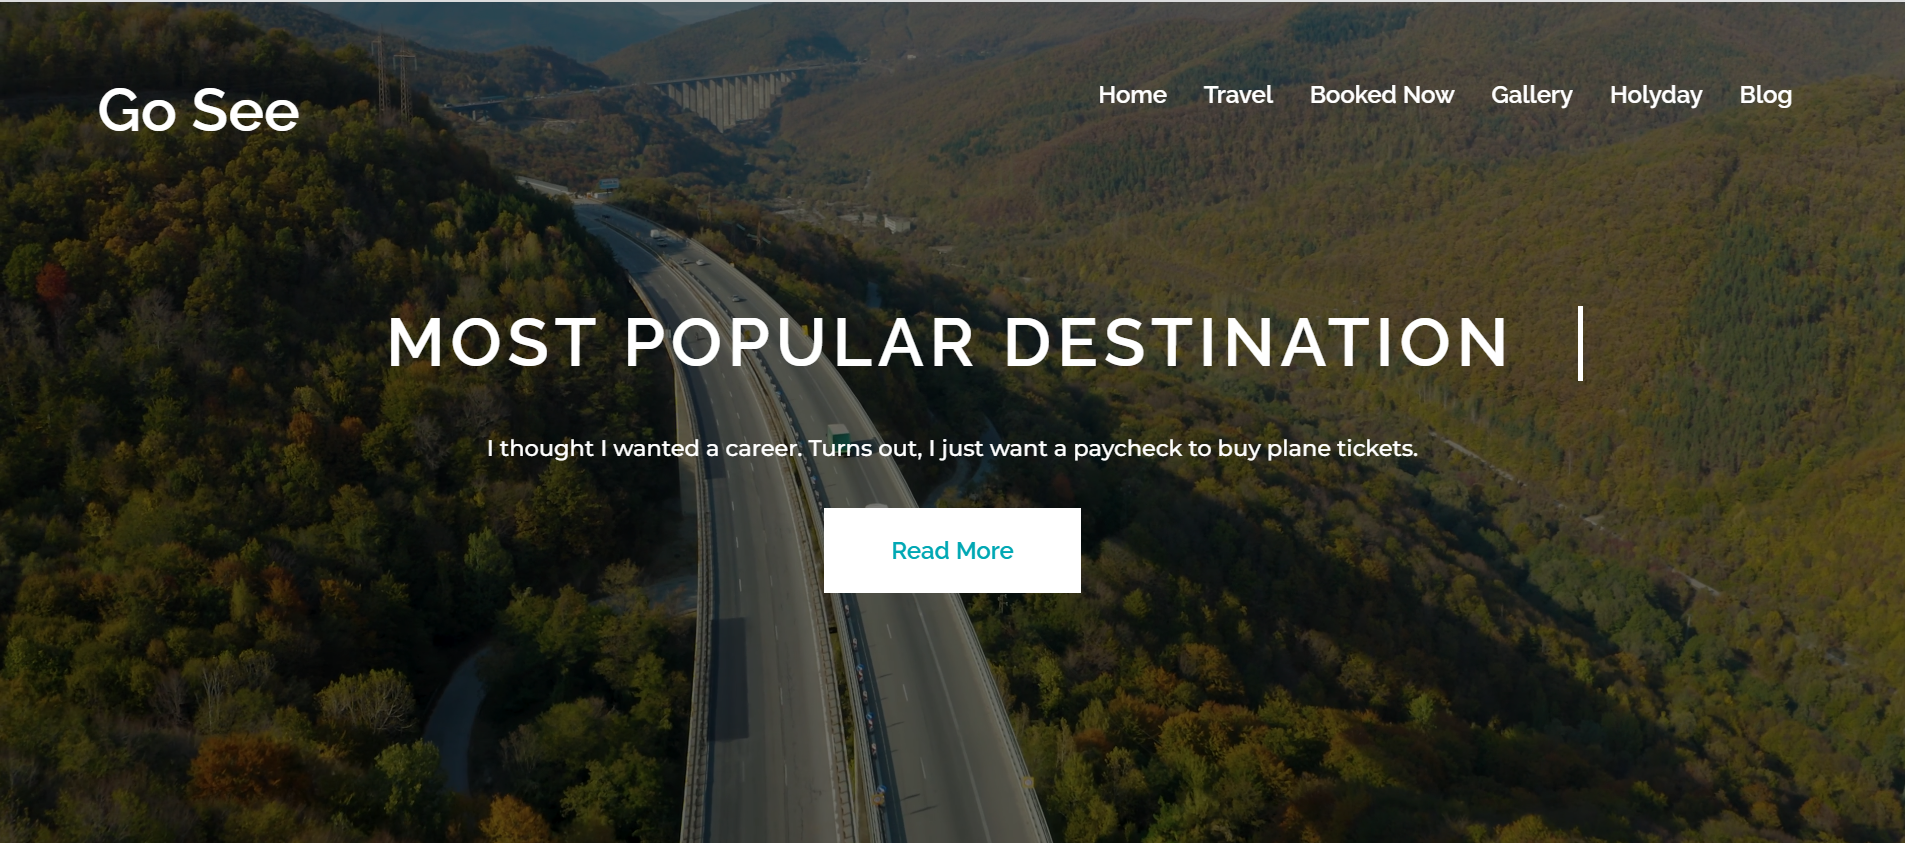 Go See
Home Travel Booked Now Gallery Holyday Blog
MOST POPULAR DESTINATION
I thought I wanted a career. Turns out, I just want a paycheck to buy plane tickets.
Read More